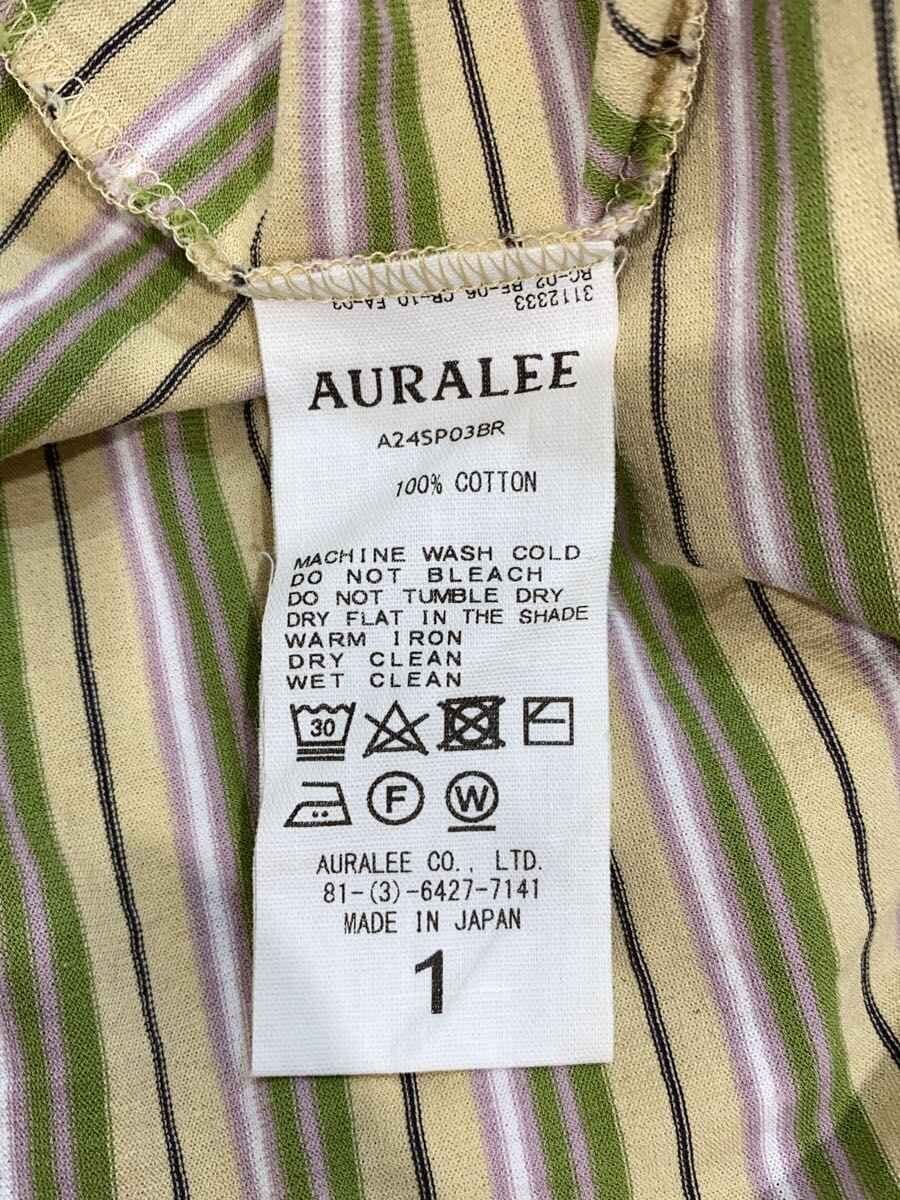 3112333
BC-02 BE-06 CR-10 EA-03
AURALEE
A24SP03BR
100% COTTON
MACHINE WASH COLD
DO NOT BLEACH
DO NOT TUMBLE DRY
DRY FLAT IN THE SHADE
WARM IRON
DRY CLEAN
WET CLEAN
30
F W
AURALEE CO., LTD.
81-(3)-6427-7141
MADE IN JAPAN
1